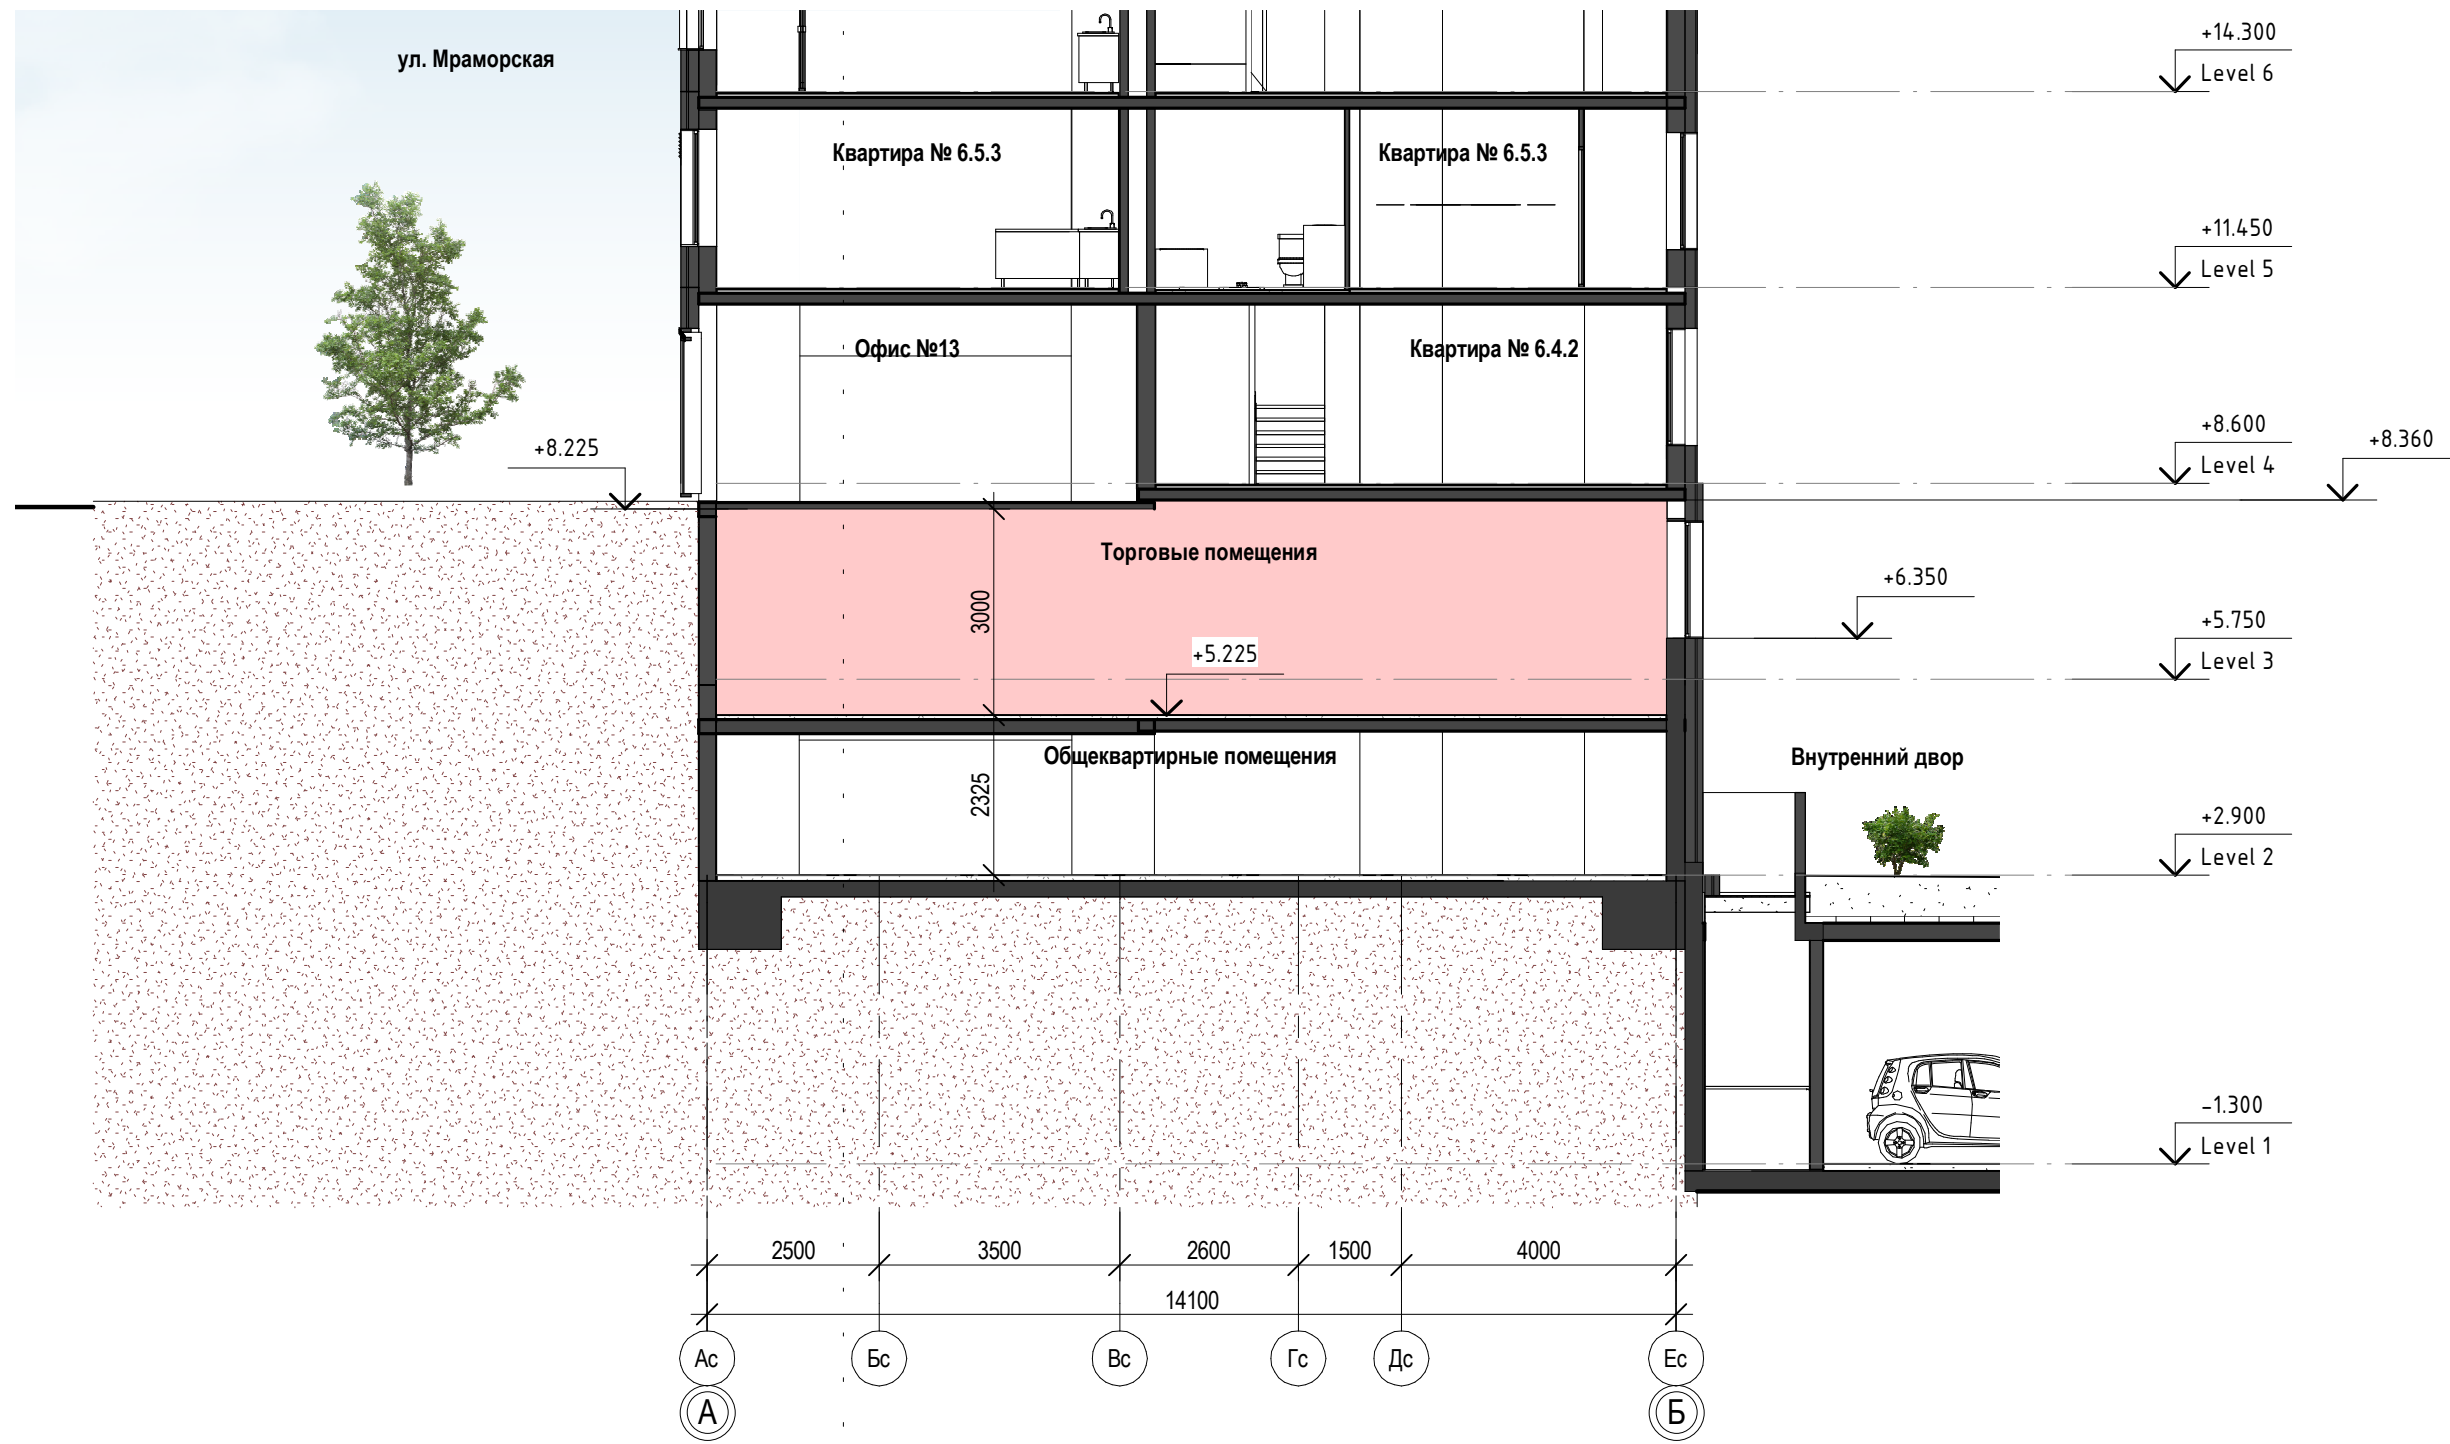 +14.300
ул. Мраморская
Level 6
Квартира № 6.5.3
Квартира № 6.5.3
+11.450
Level 5
Офис №13
Квартира № 6.4.2
+8.600
+8.360
+8.225
Level 4
Торговые помещения
+6.350
3000
+5.750
+5.225
Level 3
Общеквартирные помещения
Внутренний двор
2325
+2.900
Level 2
-1.300
Level 1
2500
3500
2600
1500
4000
14100
Ас
Бс
Вс
Гс
Дс
Ес
А
Б